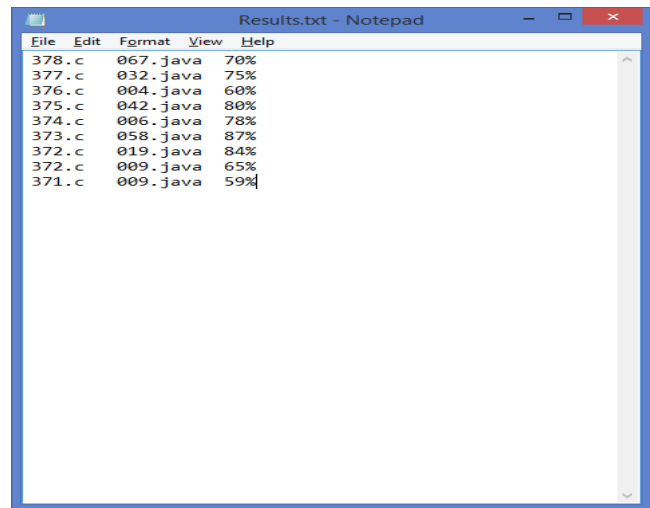 Results.txt - Notepad
File Edit Format View Help
378.c 067.java 70%
377.c 032.java 75%
376.c 004.java 60%
375.c 042.java 80%
374.c 006.java 78%
373.c 058.java 87%
372.c 019.java 84%
372.c 009.java 65%
371.c 009.java 59%